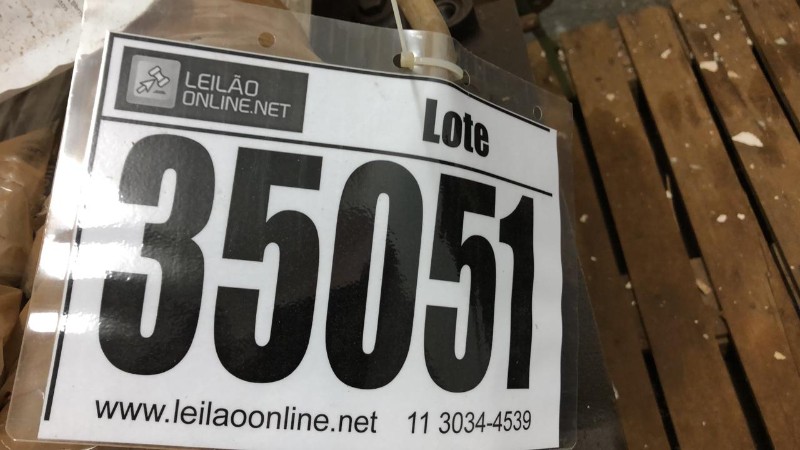 LEILÃO
ONLINE.NET
Lote
35051
www.leilaoonline.net 11 3034-4539